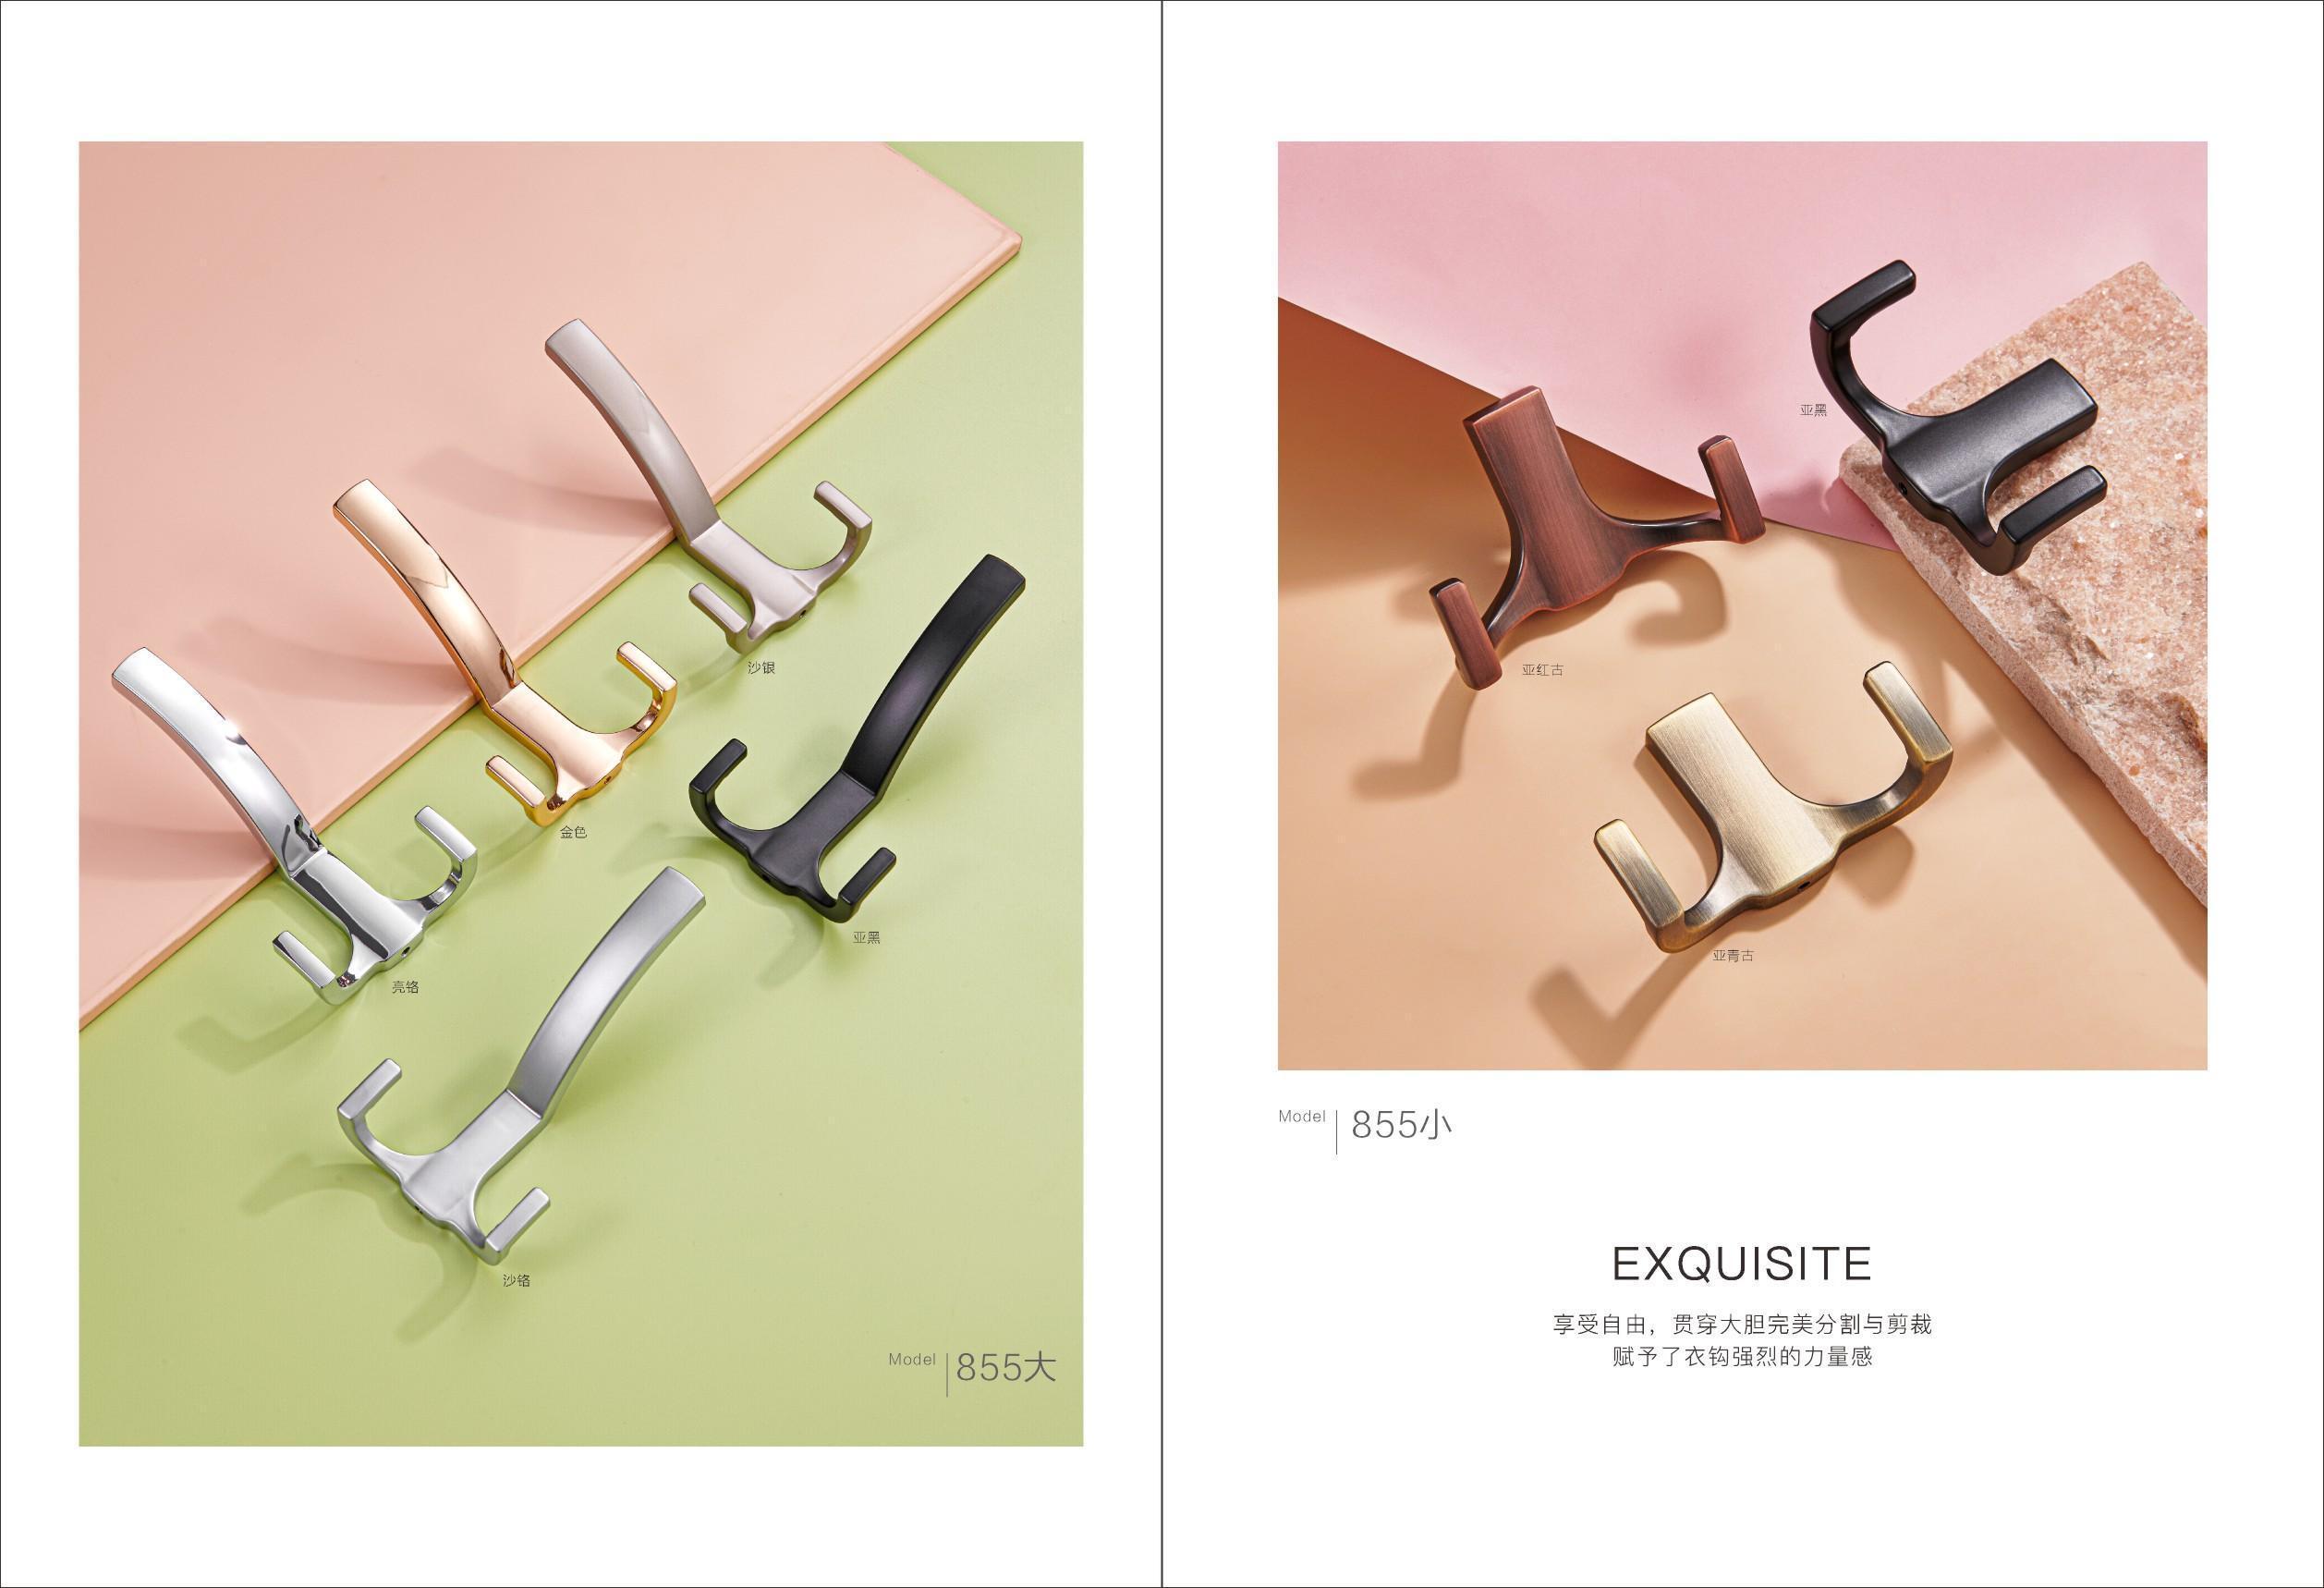 沙银
金色
亚黑
亮铬
沙铬
Model 855大
亚黑
亚红古
亚青古
Model 855小
EXQUISITE
享受自由，贯穿大胆完美分割与剪裁
赋予了衣钩强烈的力量感